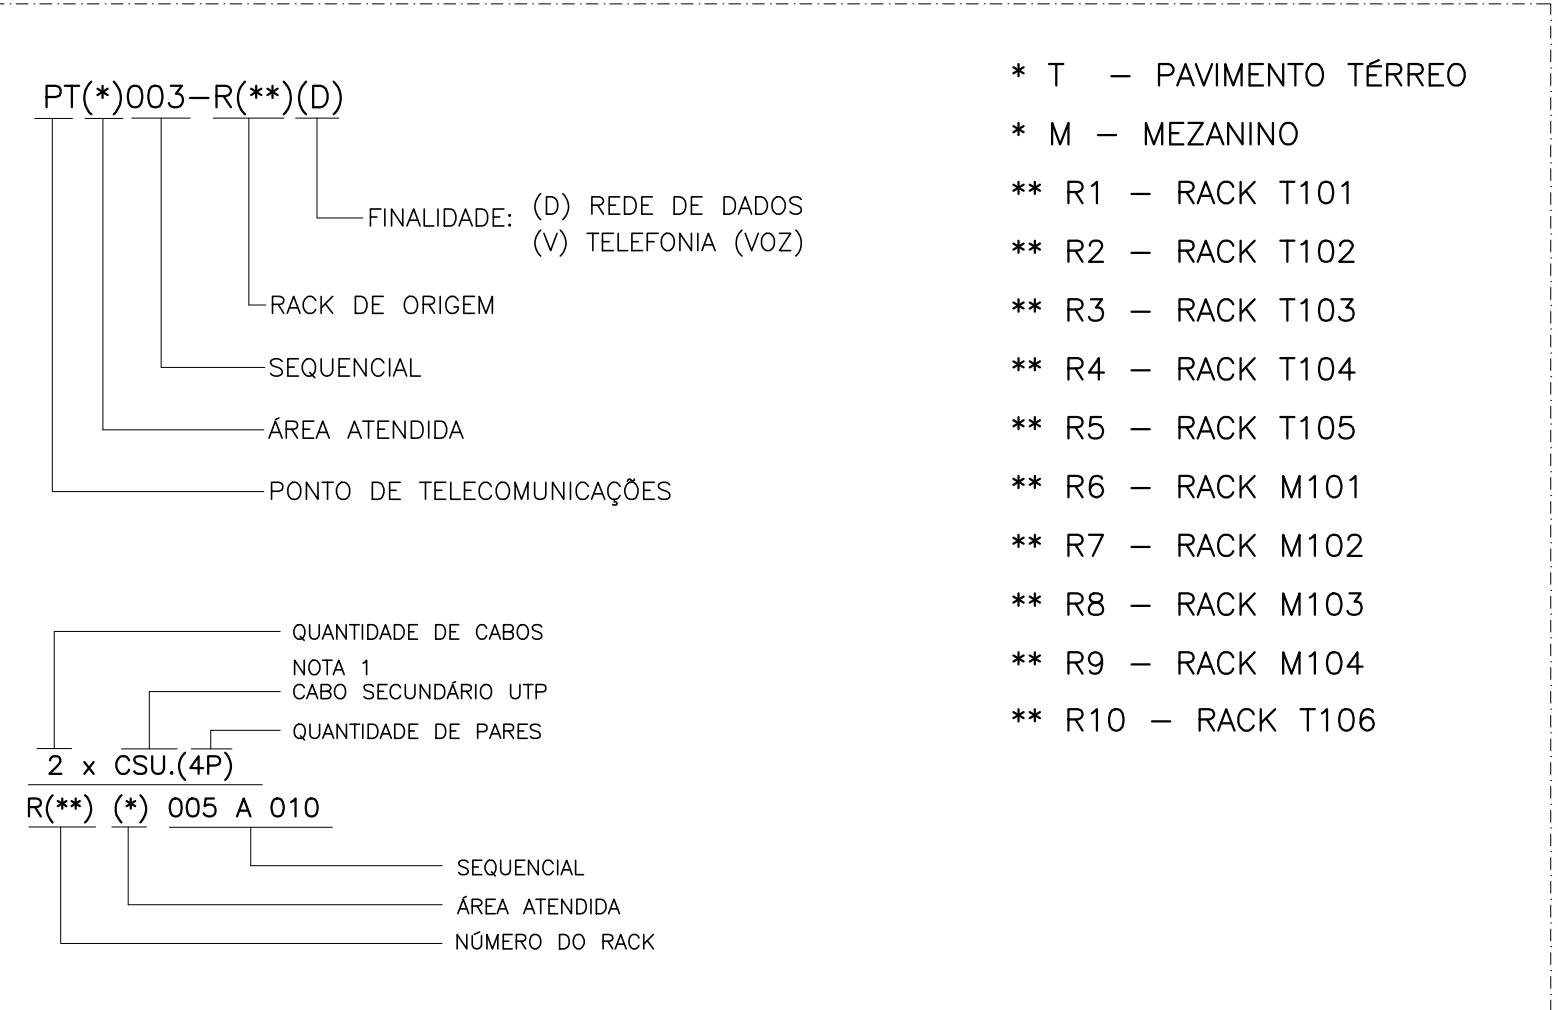 PT(*)003-R(**)(D)
FINALIDADE: (D) REDE DE DADOS
(V) TELEFONIA (VOZ)
RACK DE ORIGEM
SEQUENCIAL
ÁREA ATENDIDA
PONTO DE TELECOMUNICAÇÕES
QUANTIDADE DE CABOS
NOTA 1
CABO SECUNDÁRIO UTP
QUANTIDADE DE PARES
2 x CSU.(4P)
R(**) (*) 005 A 010
SEQUENCIAL
ÁREA ATENDIDA
NÚMERO DO RACK
* T - PAVIMENTO TÉRREO
* M - MEZANINO
** R1 - RACK T101
** R2 - RACK T102
** R3 - RACK T103
** R4 - RACK T104
** R5 - RACK T105
** R6 - RACK M101
** R7 - RACK M102
** R8 - RACK M103
** R9 - RACK M104
** R10 - RACK T106